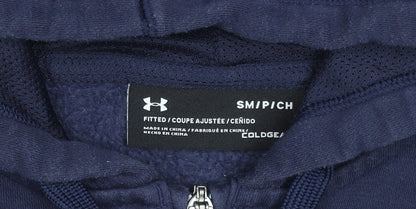 SM/P/CH
FITTED / COUPE AJUSTÉE / CEÑIDO
MADE IN CHINA / FABRIQUÉ EN CHINE /
HECHO EN CHINA
COLDGEA